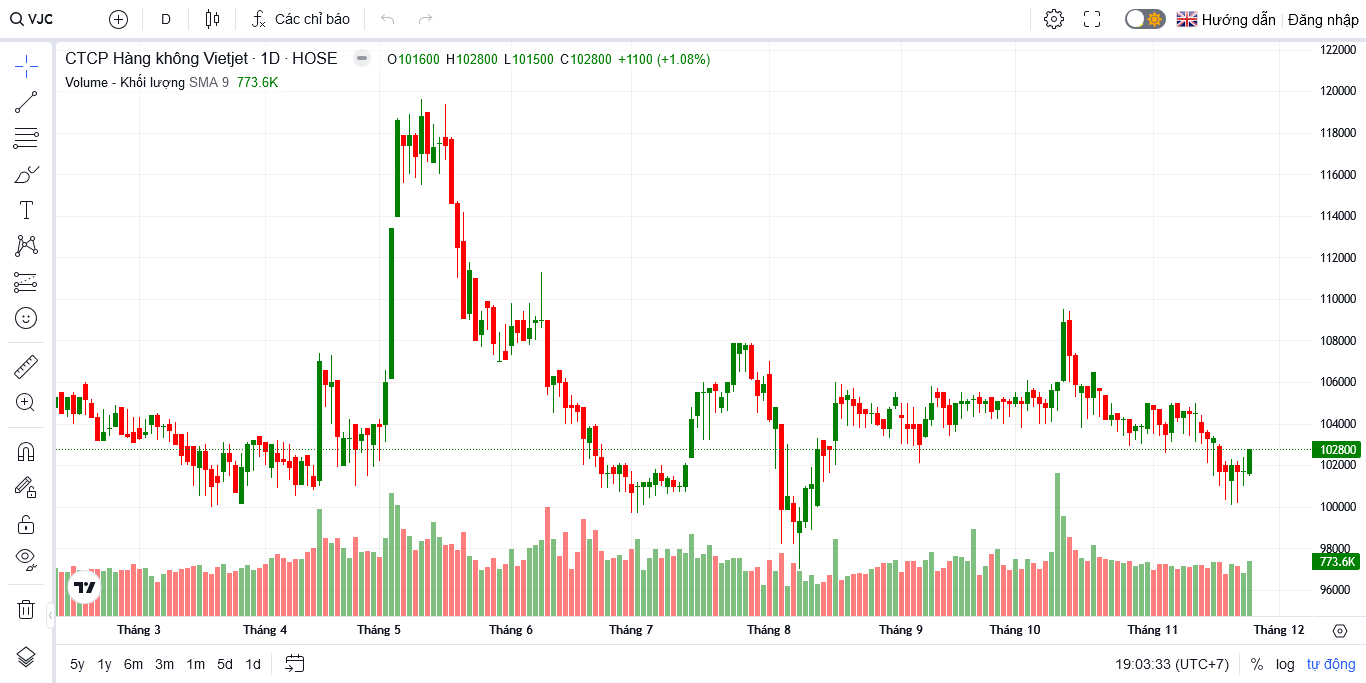 VJC D Các chỉ báo Hướng dẫn Đăng nhập
CTCP Hàng không Vietjet · 1D · HOSE O101600 H102800 L101500 C102800 +1100 (+1.08%)
Volume - Khối lượng SMA 9 773.6K
122000
120000
118000
116000
114000
112000
110000
108000
106000
104000
102800
102000
100000
98000
773.6K
96000
Tháng 3 Tháng 4 Tháng 5 Tháng 6 Tháng 7 Tháng 8 Tháng 9 Tháng 10 Tháng 11 Tháng 12
5y 1y 6m 3m 1m 5d 1d 19:03:33 (UTC+7) % log tự động